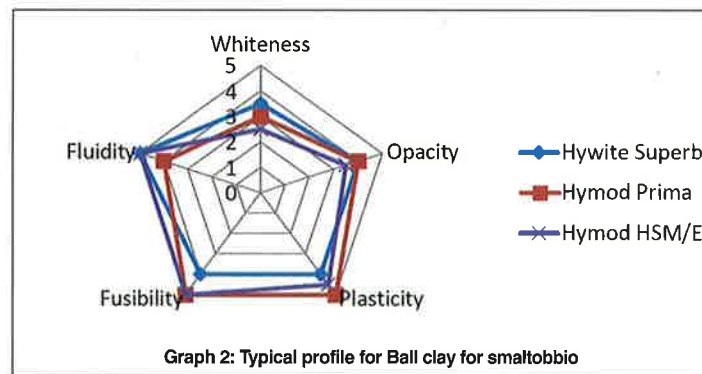 Whiteness
5
4
3
2
1
0
Fluidity
Opacity
Fusibility
Plasticity
Hywite Superb
Hymod Prima
Hymod HSM/E
Graph 2: Typical profile for Ball clay for smaltobbio